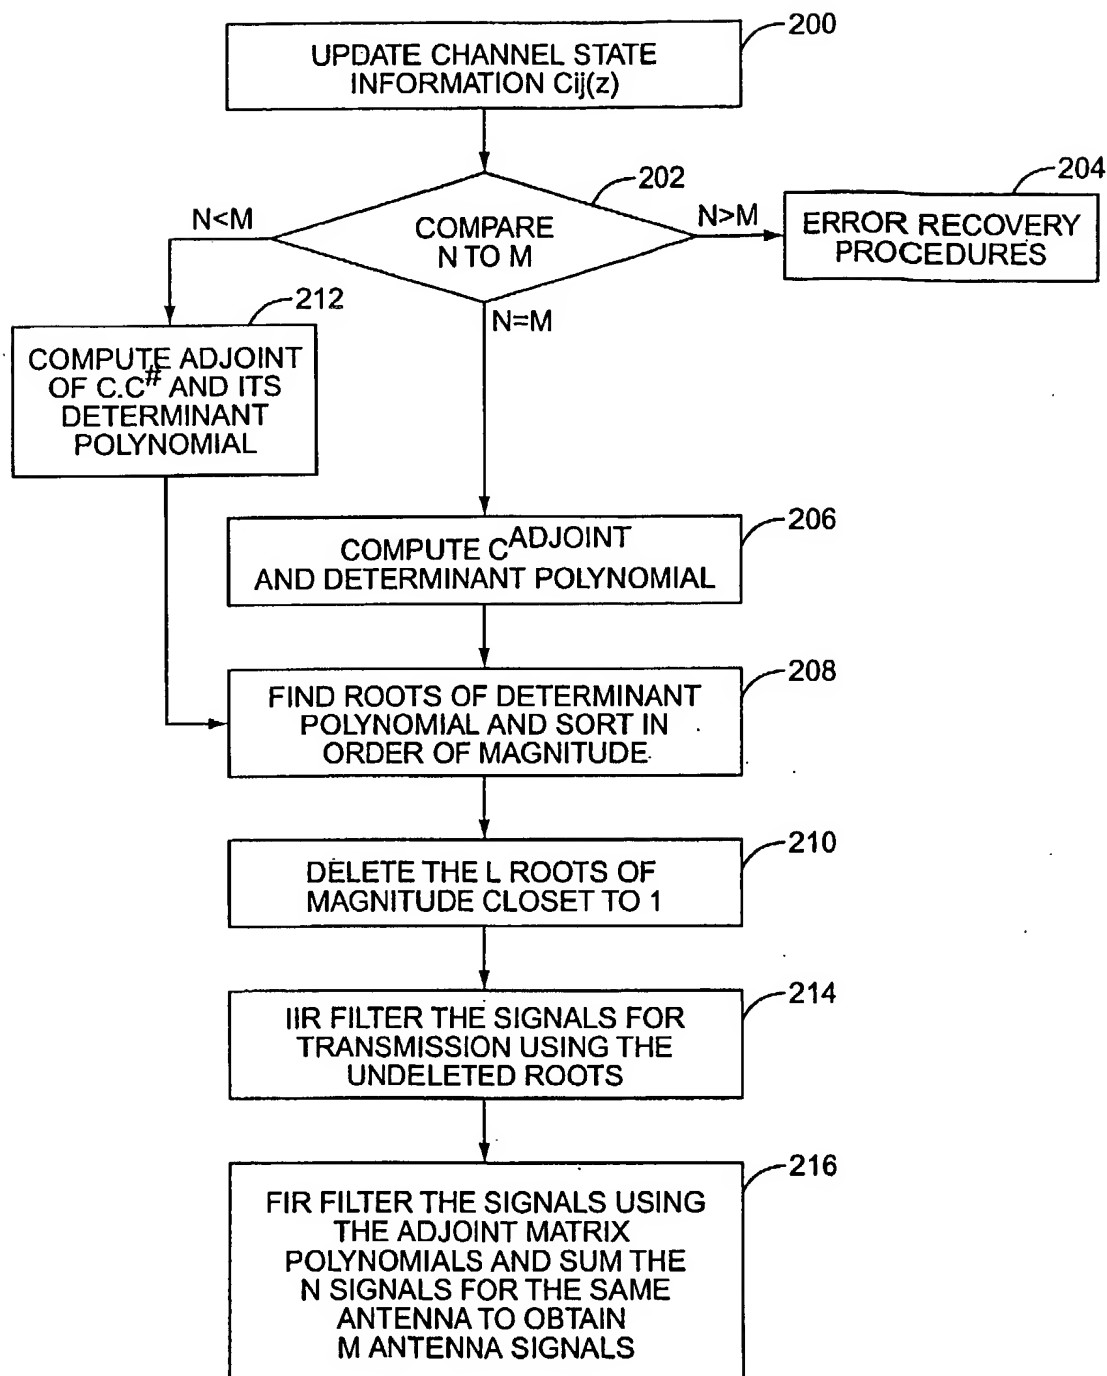 200
UPDATE CHANNEL STATE
INFORMATION Cij(z)
202
204
N<M
N>M
COMPARE
N TO M
ERROR RECOVERY
PROCEDURES
212
N=M
COMPUTE ADJOINT
OF C.C# AND ITS
DETERMINANT
POLYNOMIAL
206
COMPUTE C^ADJOINT
AND DETERMINANT POLYNOMIAL
208
FIND ROOTS OF DETERMINANT
POLYNOMIAL AND SORT IN
ORDER OF MAGNITUDE
210
DELETE THE L ROOTS OF
MAGNITUDE CLOSET TO 1
214
IIR FILTER THE SIGNALS FOR
TRANSMISSION USING THE
UNDELETED ROOTS
216
FIR FILTER THE SIGNALS USING
THE ADJOINT MATRIX
POLYNOMIALS AND SUM THE
N SIGNALS FOR THE SAME
ANTENNA TO OBTAIN
M ANTENNA SIGNALS